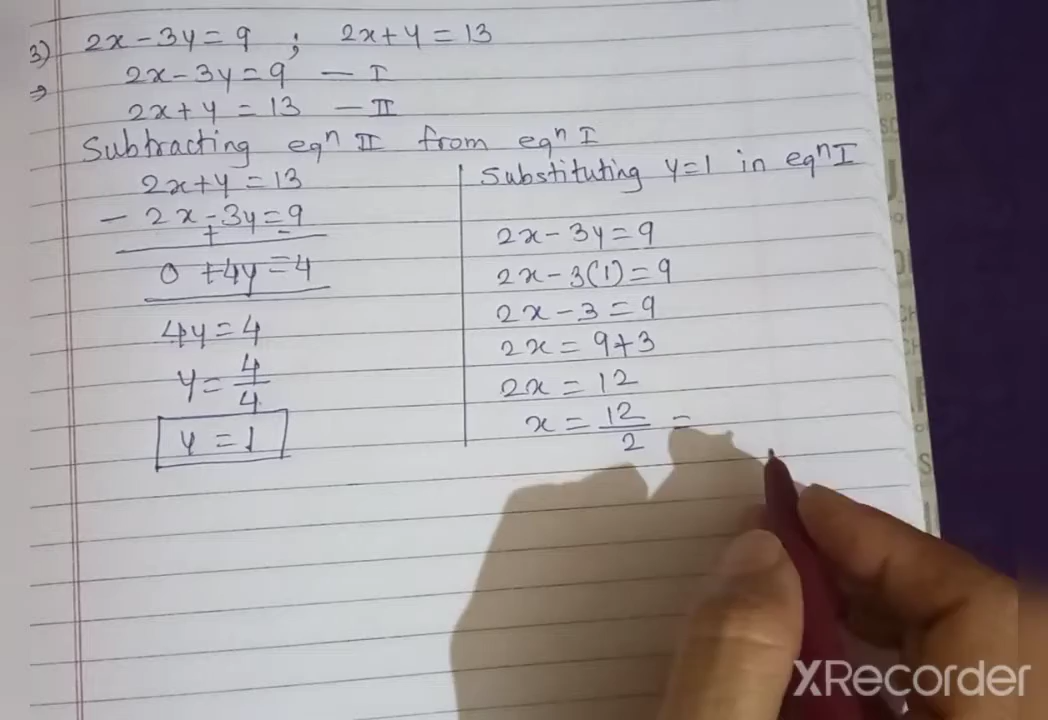 3) 2x-3y=9 ; 2x+y=13
⇒ 2x-3y=9 — I
2x+y=13 — II
Subtracting eqⁿ II from eqⁿ I
2x+y=13
- 2x-3y=9
+ -
0 +4y=4
4y=4
y=4/4
y=1
Substituting y=1 in eqⁿ I
2x-3y=9
2x-3(1)=9
2x-3=9
2x=9+3
2x=12
x=12/2=
XRecorder